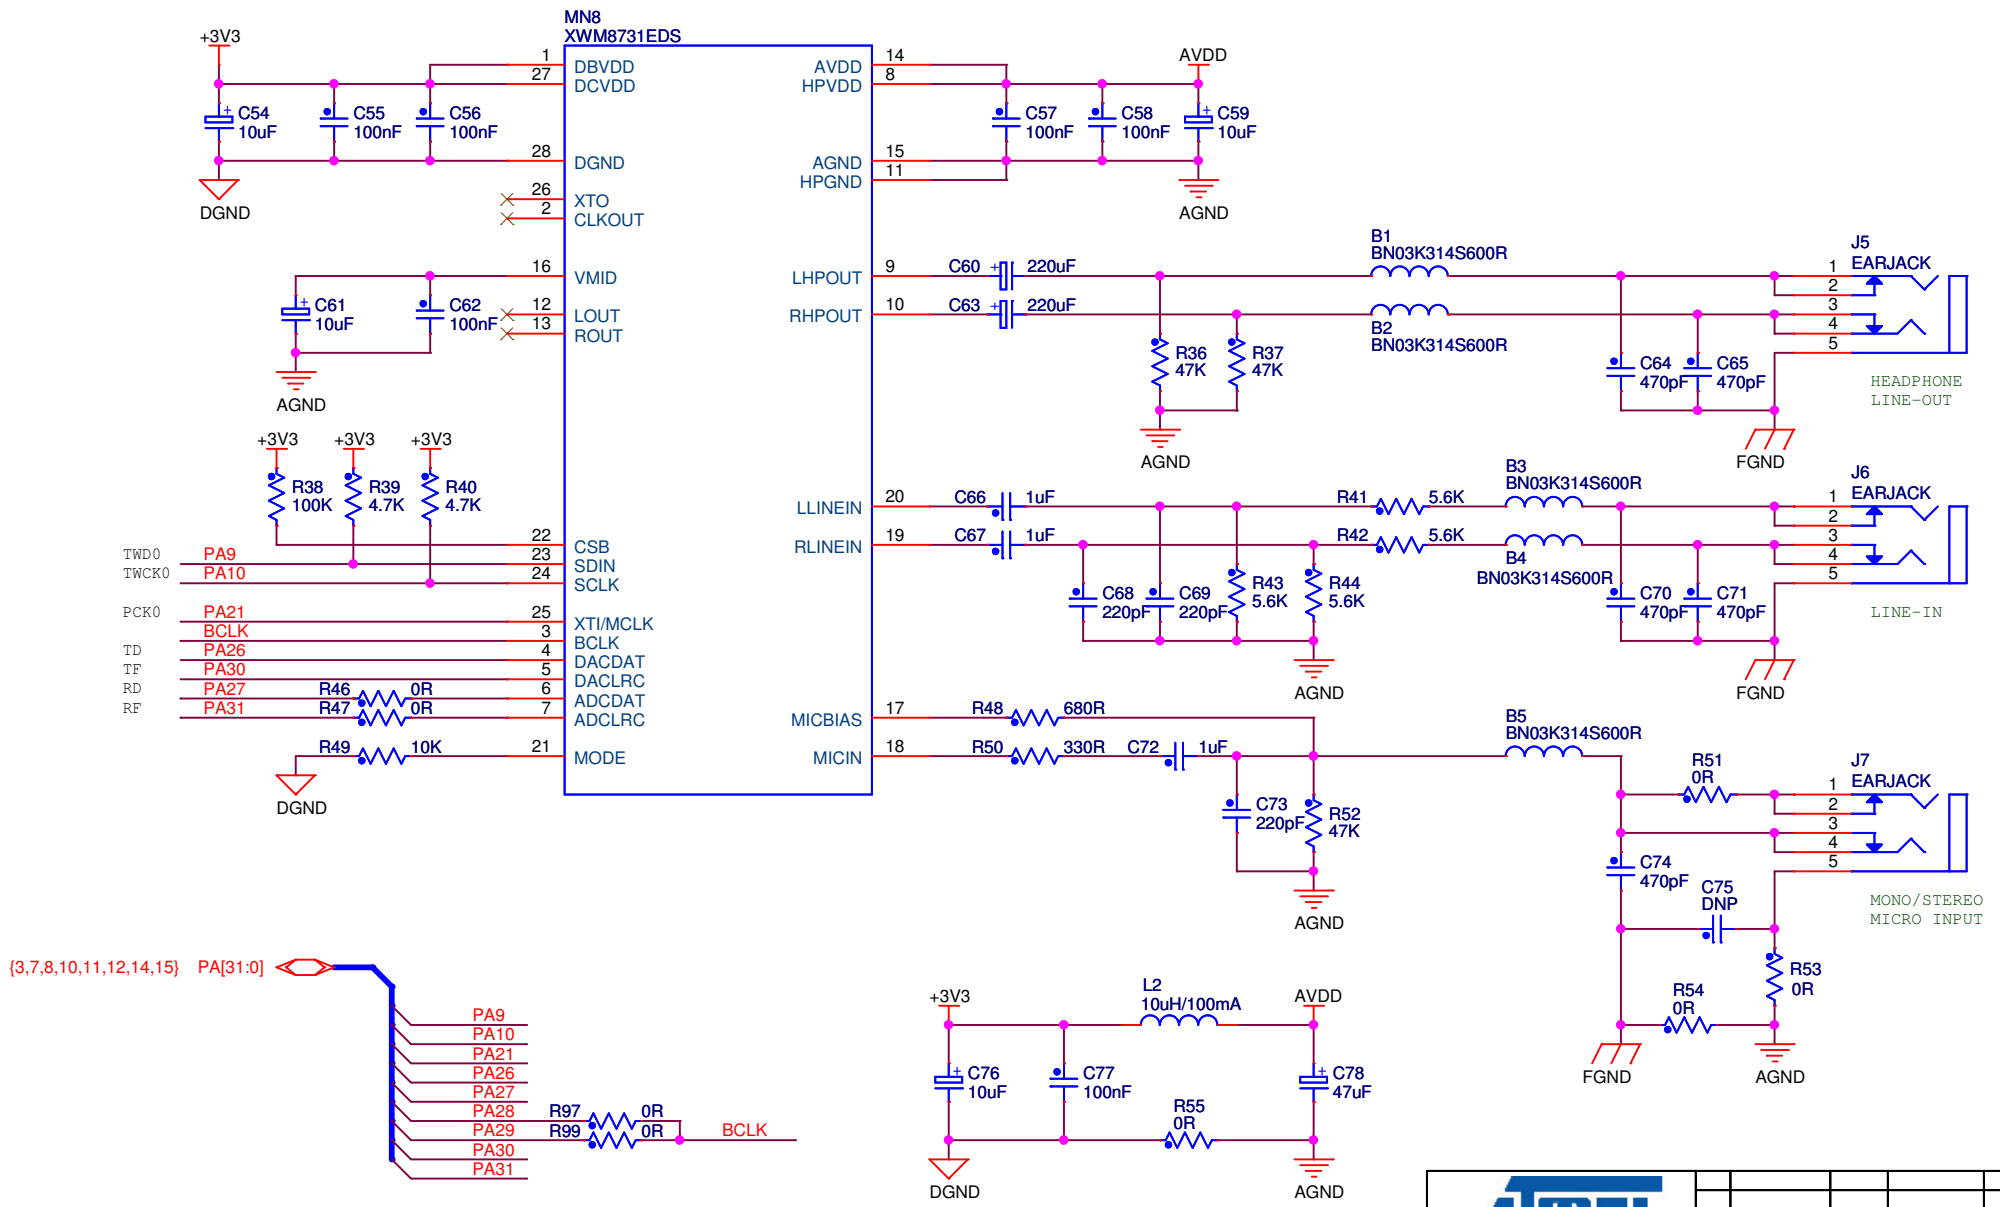 MN8
XWM8731EDS
+3V3
1 DBVDD
27 DCVDD
C54 10uF
C55 100nF
C56 100nF
28 DGND
DGND
26 XTO
2 CLKOUT
14 AVDD
8 HPVDD
AVDD
C57 100nF
C58 100nF
C59 10uF
15 AGND
11 HPGND
AGND
16 VMID
C61 10uF
C62 100nF
12 LOUT
13 ROUT
AGND
LHPOUT 9 C60 + 220uF
RHPOUT 10 C63 + 220uF
B1
BN03K314S600R
B2
BN03K314S600R
R36 47K
R37 47K
AGND
C64 470pF
C65 470pF
FGND
J5
EARJACK
1
2
3
4
5
HEADPHONE
LINE-OUT
+3V3 +3V3 +3V3
R38 100K
R39 4.7K
R40 4.7K
22 CSB
TWD0 PA9 23 SDIN
TWCK0 PA10 24 SCLK
PCK0 PA21 25 XTI/MCLK
BCLK 3 BCLK
TD PA26 4 DACDAT
TF PA30 5 DACLRC
RD PA27 R46 0R 6 ADCDAT
RF PA31 R47 0R 7 ADCLRC
R49 10K 21 MODE
DGND
LLINEIN 20 C66 1uF
RLINEIN 19 C67 1uF
R41 5.6K
R42 5.6K
B3
BN03K314S600R
B4
BN03K314S600R
C68 220pF
C69 220pF
R43 5.6K
R44 5.6K
AGND
C70 470pF
C71 470pF
FGND
J6
EARJACK
1
2
3
4
5
LINE-IN
MICBIAS 17 R48 680R
MICIN 18 R50 330R C72 1uF
B5
BN03K314S600R
C73 220pF
R52 47K
AGND
R51
0R
J7
EARJACK
1
2
3
4
5
C74 470pF
C75
DNP
MONO/STEREO
MICRO INPUT
R53 0R
R54
0R
FGND
AGND
{3,7,8,10,11,12,14,15} PA[31:0]
PA9
PA10
PA21
PA26
PA27
PA28 R97 0R
PA29 R99 0R BCLK
PA30
PA31
+3V3
L2
10uH/100mA
AVDD
C76 10uF
C77 100nF
C78 47uF
R55
0R
DGND
AGND